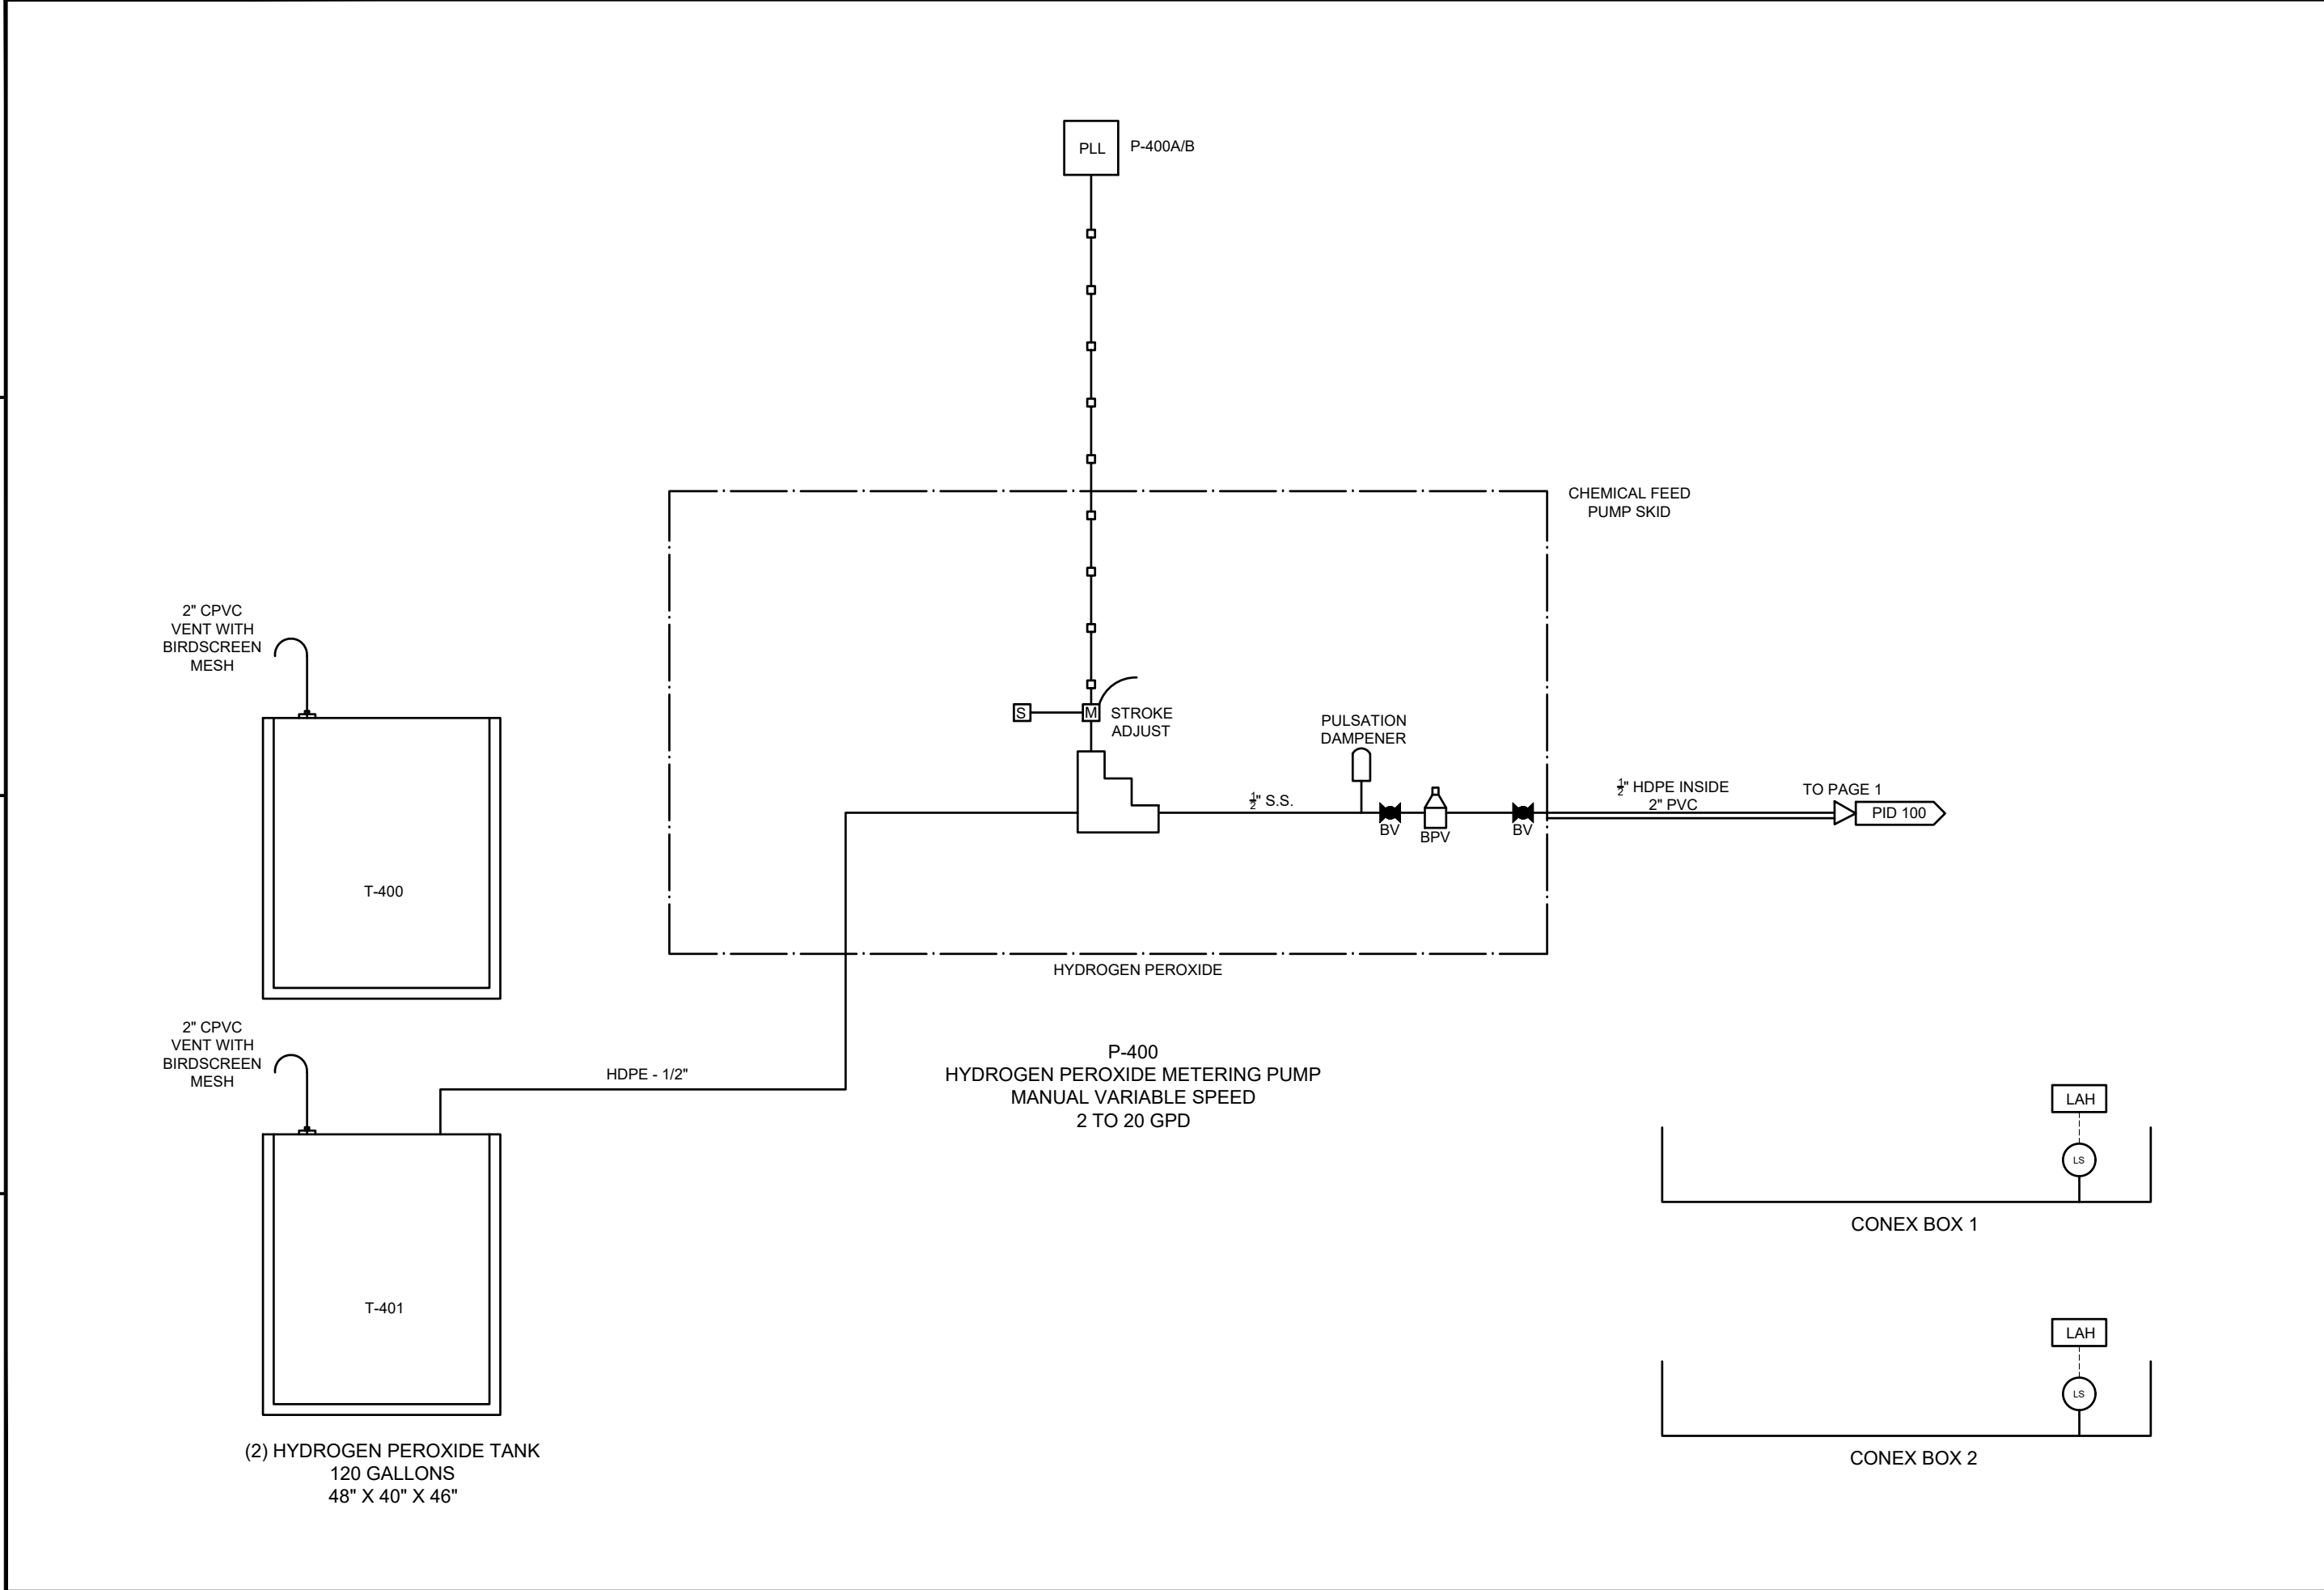 PLL
P-400A/B
CHEMICAL FEED
PUMP SKID
2" CPVC
VENT WITH
BIRDSCREEN
MESH
S
M
STROKE
ADJUST
PULSATION
DAMPENER
1/2" S.S.
BV
BPV
BV
1/2" HDPE INSIDE
2" PVC
TO PAGE 1
PID 100
T-400
HYDROGEN PEROXIDE
2" CPVC
VENT WITH
BIRDSCREEN
MESH
HDPE - 1/2"
P-400
HYDROGEN PEROXIDE METERING PUMP
MANUAL VARIABLE SPEED
2 TO 20 GPD
LAH
LS
CONEX BOX 1
T-401
LAH
LS
CONEX BOX 2
(2) HYDROGEN PEROXIDE TANK
120 GALLONS
48" X 40" X 46"